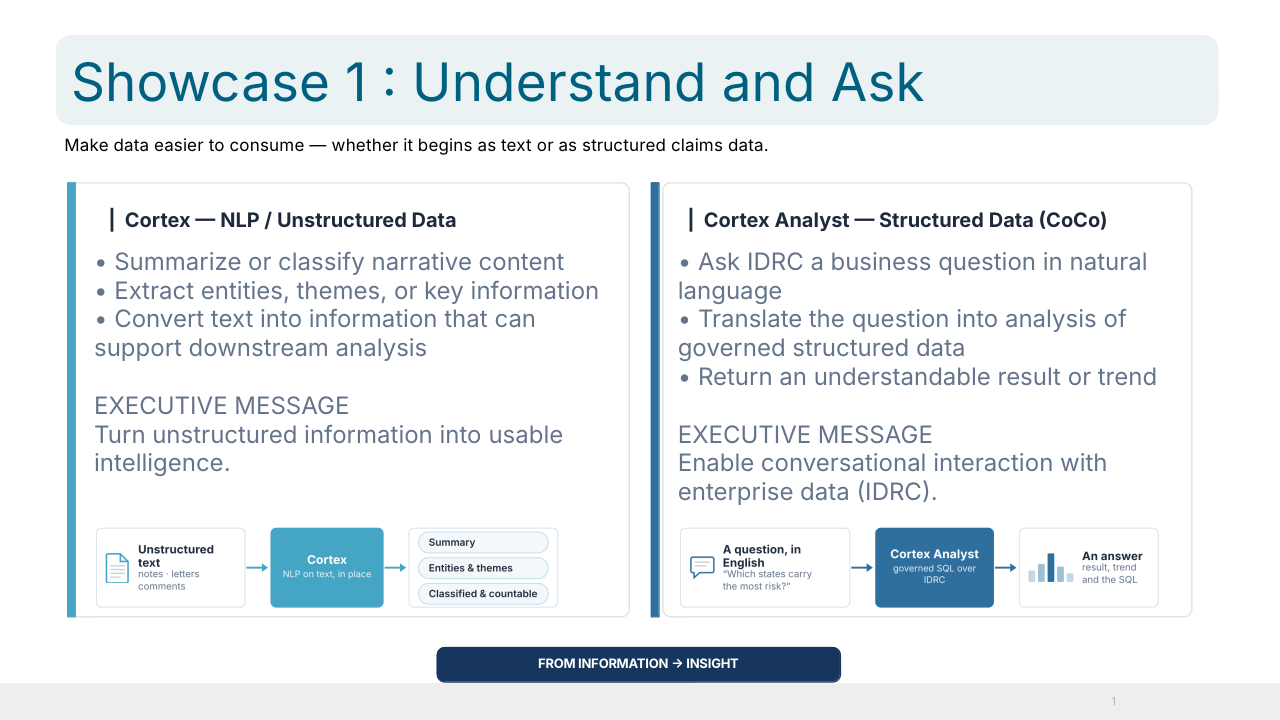 Showcase 1 : Understand and Ask
Make data easier to consume — whether it begins as text or as structured claims data.
| Cortex — NLP / Unstructured Data
• Summarize or classify narrative content
• Extract entities, themes, or key information
• Convert text into information that can
support downstream analysis
EXECUTIVE MESSAGE
Turn unstructured information into usable
intelligence.
Unstructured
text
notes · letters
comments
Cortex
NLP on text, in place
Summary
Entities & themes
Classified & countable
| Cortex Analyst — Structured Data (CoCo)
• Ask IDRC a business question in natural
language
• Translate the question into analysis of
governed structured data
• Return an understandable result or trend
EXECUTIVE MESSAGE
Enable conversational interaction with
enterprise data (IDRC).
A question, in
English
"Which states carry
the most risk?"
Cortex Analyst
governed SQL over
IDRC
An answer
result, trend
and the SQL
FROM INFORMATION → INSIGHT
1